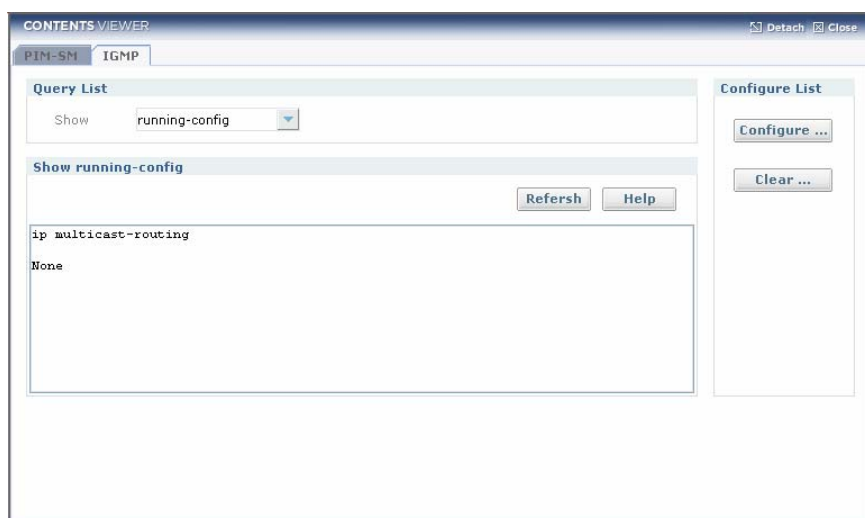 CONTENTS VIEWER
Detach Close
PIM-SM IGMP
Query List
Show running-config
Show running-config
Refersh Help
ip multicast-routing
None
Configure List
Configure ...
Clear ...